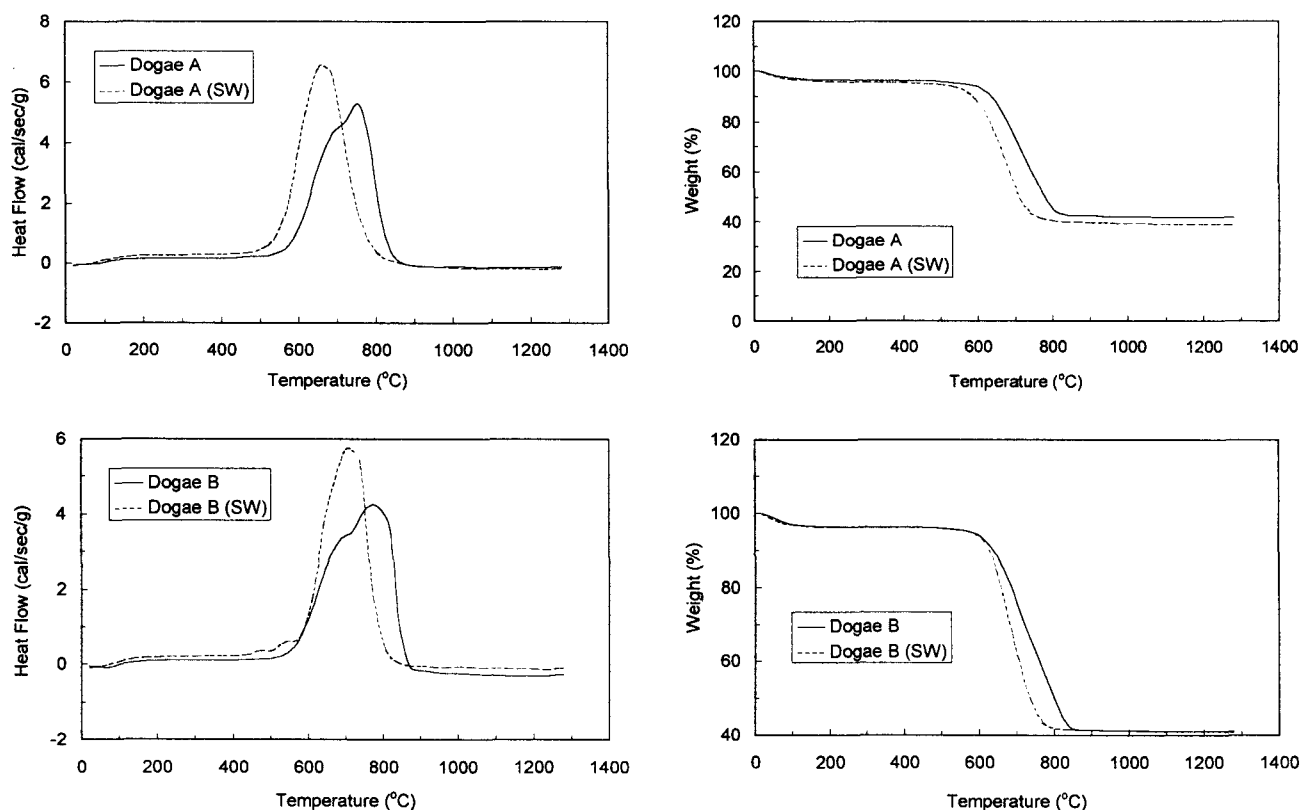 8
6
4
2
0
-2
Heat Flow (cal/sec/g)
Dogae A
Dogae A (SW)
0 200 400 600 800 1000 1200 1400
Temperature (°C)
120
100
80
60
40
20
0
Weight (%)
Dogae A
Dogae A (SW)
0 200 400 600 800 1000 1200 1400
Temperature (°C)
6
4
2
0
-2
Heat Flow (cal/sec/g)
Dogae B
Dogae B (SW)
0 200 400 600 800 1000 1200 1400
Temperature (°C)
120
100
80
60
40
Weight (%)
Dogae B
Dogae B (SW)
0 200 400 600 800 1000 1200 1400
Temperature (°C)